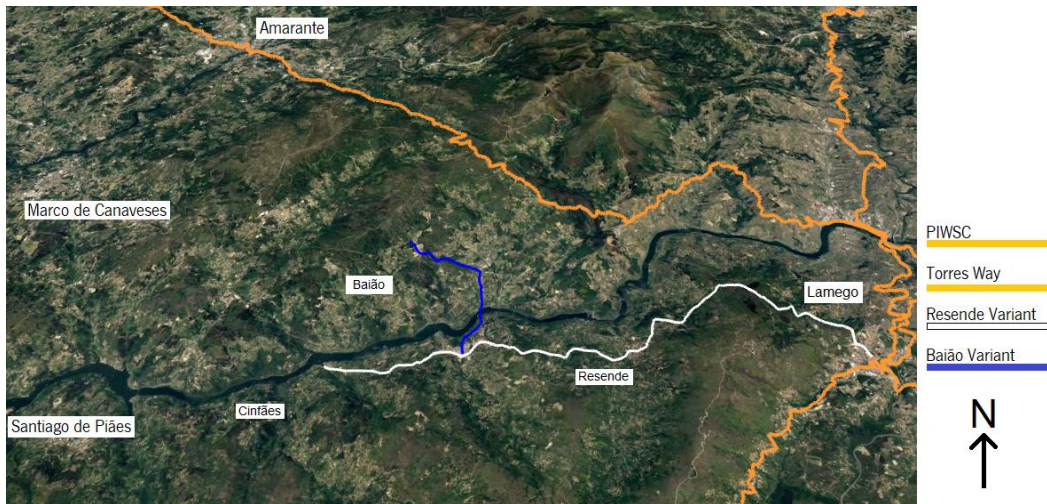 Amarante
Marco de Canaveses
Baião
Lamego
Resende
Cinfães
Santiago de Piães
PIWSC
Torres Way
Resende Variant
Baião Variant
N